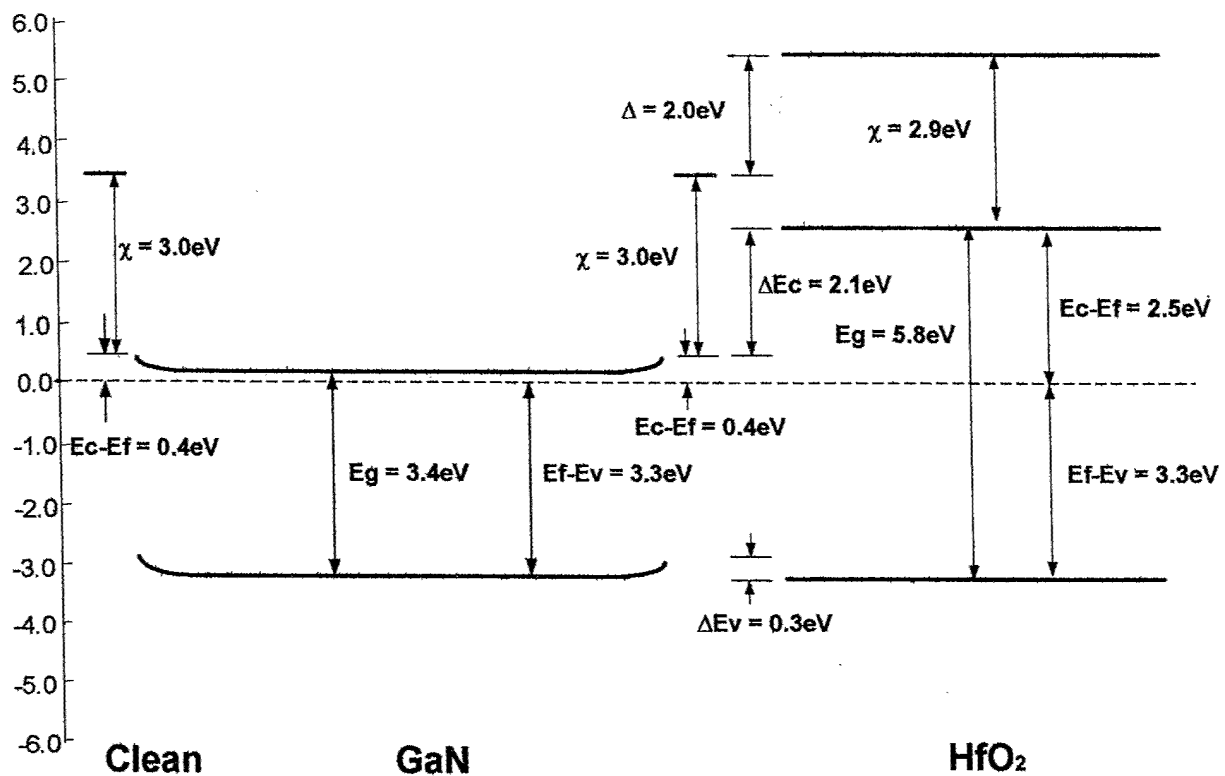 6.0
5.0
4.0
3.0
2.0
1.0
0.0
-1.0
-2.0
-3.0
-4.0
-5.0
-6.0
χ = 3.0eV
Ec-Ef = 0.4eV
Eg = 3.4eV
Ef-Ev = 3.3eV
χ = 3.0eV
Ec-Ef = 0.4eV
Δ = 2.0eV
ΔEc = 2.1eV
ΔEv = 0.3eV
χ = 2.9eV
Eg = 5.8eV
Ec-Ef = 2.5eV
Ef-Ev = 3.3eV
Clean GaN HfO₂